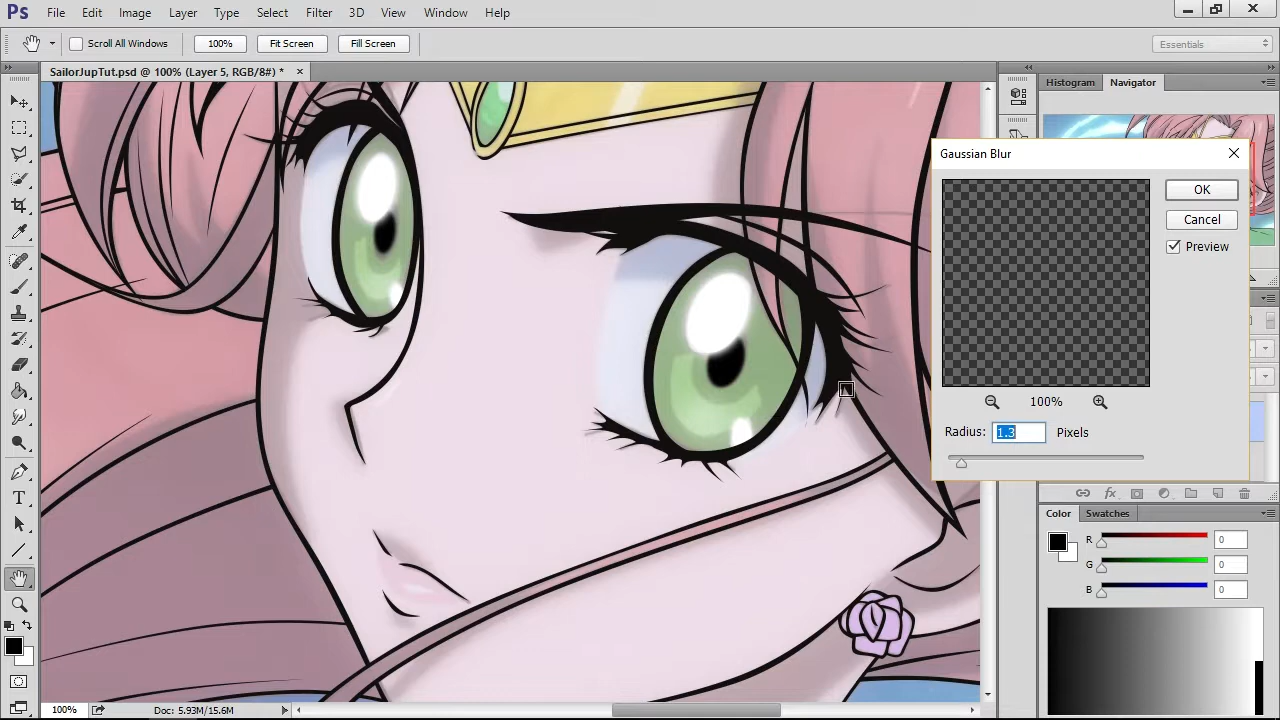 Ps File Edit Image Layer Type Select Filter 3D View Window Help
Scroll All Windows 100% Fit Screen Fill Screen Essentials
SailorJupTut.psd @ 100% (Layer 5, RGB/8#) * ×
Histogram Navigator
Gaussian Blur
OK
Cancel
Preview
100%
Radius: 1.3 Pixels
fx
Color Swatches
R 0
G 0
B 0
T
100% Doc: 5.93M/15.6M